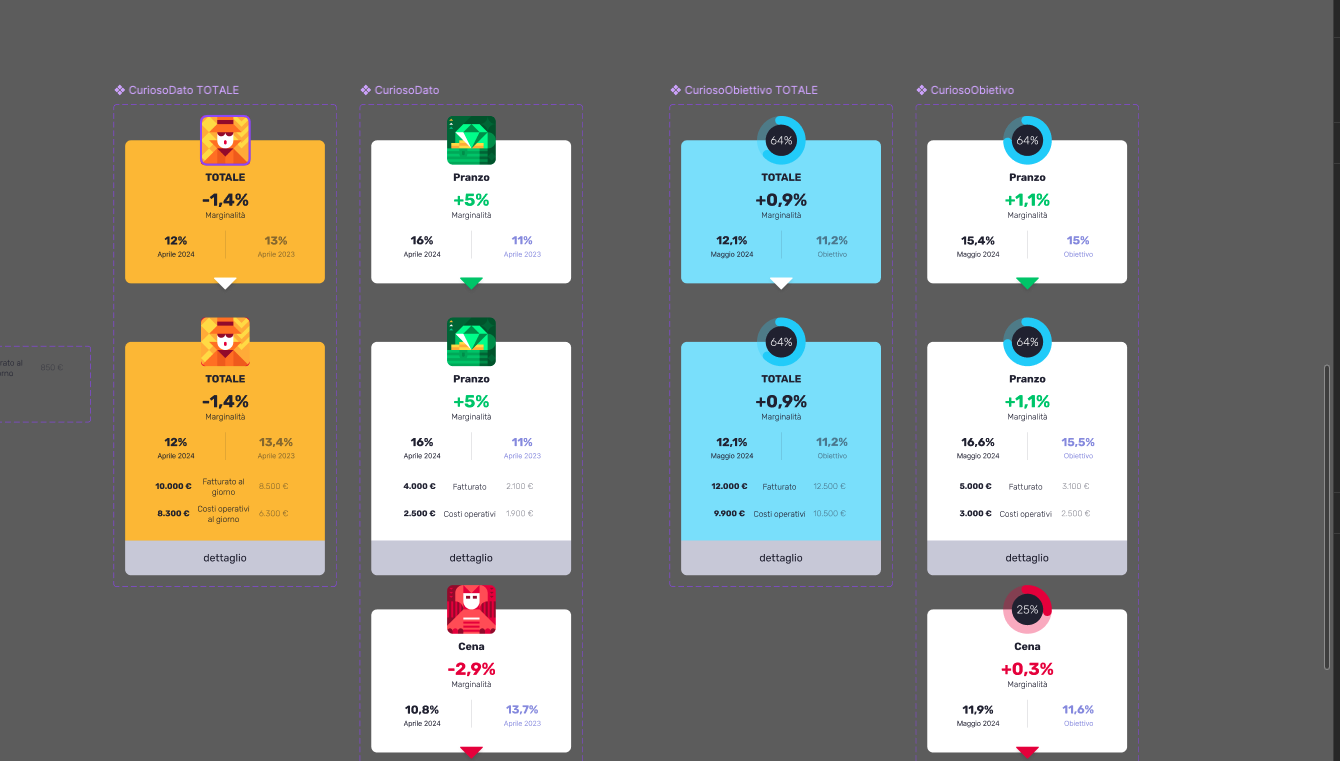 CuriosoDato TOTALE
TOTALE
-1,4%
Marginalità
12% 13%
Aprile 2024 Aprile 2023
TOTALE
-1,4%
Marginalità
12% 13,4%
Aprile 2024 Aprile 2023
10.000 € Fatturato al giorno 8.500 €
8.300 € Costi operativi al giorno 6.300 €
dettaglio
CuriosoDato
Pranzo
+5%
Marginalità
16% 11%
Aprile 2024 Aprile 2023
Pranzo
+5%
Marginalità
16% 11%
Aprile 2024 Aprile 2023
4.000 € Fatturato 2.100 €
2.500 € Costi operativi 1.900 €
dettaglio
Cena
-2,9%
Marginalità
10,8% 13,7%
Aprile 2024 Aprile 2023
CuriosoObiettivo TOTALE
64%
TOTALE
+0,9%
Marginalità
12,1% 11,2%
Maggio 2024 Obiettivo
64%
TOTALE
+0,9%
Marginalità
12,1% 11,2%
Maggio 2024 Obiettivo
12.000 € Fatturato 12.500 €
9.900 € Costi operativi 10.500 €
dettaglio
CuriosoObietivo
64%
Pranzo
+1,1%
Marginalità
15,4% 15%
Maggio 2024 Obiettivo
64%
Pranzo
+1,1%
Marginalità
16,6% 15,5%
Maggio 2024 Obiettivo
5.000 € Fatturato 3.100 €
3.000 € Costi operativi 2.500 €
dettaglio
25%
Cena
+0,3%
Marginalità
11,9% 11,6%
Maggio 2024 Obiettivo